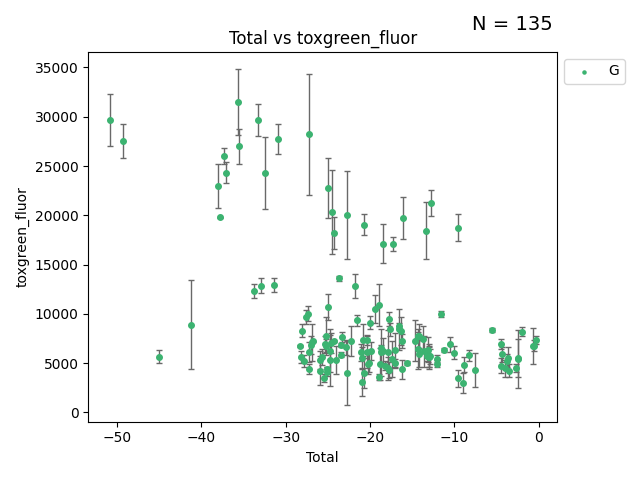 N = 135
Total vs toxgreen_fluor
G
35000
30000
25000
20000
15000
10000
5000
0
toxgreen_fluor
−50 −40 −30 −20 −10 0
Total